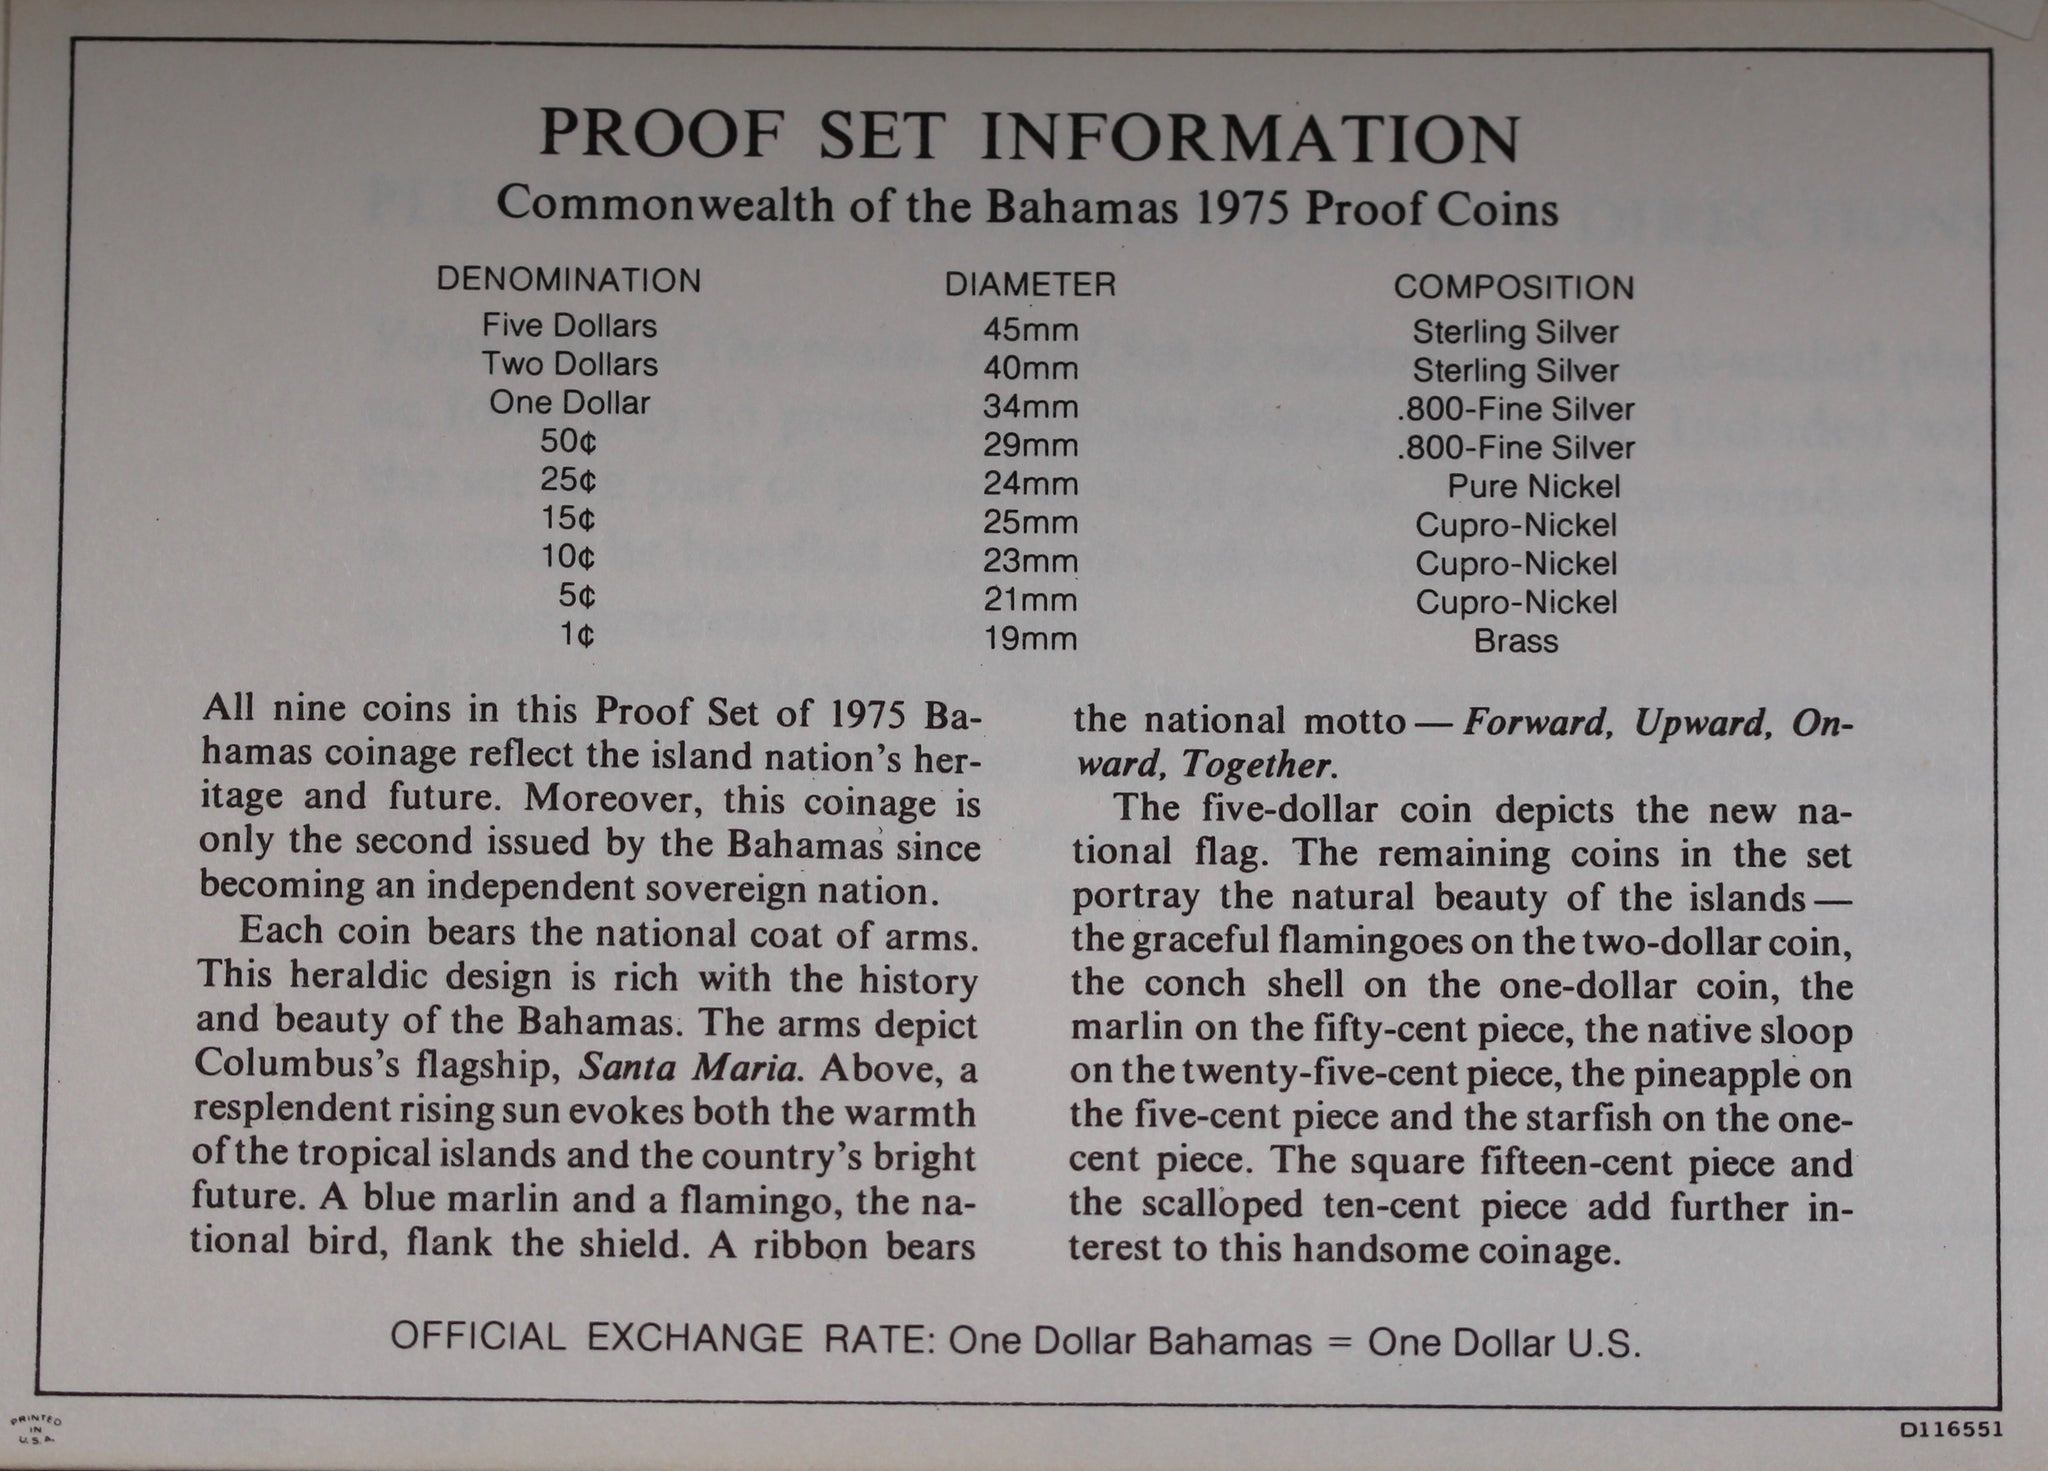 PROOF SET INFORMATION
Commonwealth of the Bahamas 1975 Proof Coins
DENOMINATION DIAMETER COMPOSITION
Five Dollars 45mm Sterling Silver
Two Dollars 40mm Sterling Silver
One Dollar 34mm .800-Fine Silver
50¢ 29mm .800-Fine Silver
25¢ 24mm Pure Nickel
15¢ 25mm Cupro-Nickel
10¢ 23mm Cupro-Nickel
5¢ 21mm Cupro-Nickel
1¢ 19mm Brass
All nine coins in this Proof Set of 1975 Ba-
hamas coinage reflect the island nation's her-
itage and future. Moreover, this coinage is
only the second issued by the Bahamas since
becoming an independent sovereign nation.
Each coin bears the national coat of arms.
This heraldic design is rich with the history
and beauty of the Bahamas. The arms depict
Columbus's flagship, Santa Maria. Above, a
resplendent rising sun evokes both the warmth
of the tropical islands and the country's bright
future. A blue marlin and a flamingo, the na-
tional bird, flank the shield. A ribbon bears
the national motto — Forward, Upward, On-
ward, Together.
The five-dollar coin depicts the new na-
tional flag. The remaining coins in the set
portray the natural beauty of the islands —
the graceful flamingoes on the two-dollar coin,
the conch shell on the one-dollar coin, the
marlin on the fifty-cent piece, the native sloop
on the twenty-five-cent piece, the pineapple on
the five-cent piece and the starfish on the one-
cent piece. The square fifteen-cent piece and
the scalloped ten-cent piece add further in-
terest to this handsome coinage.
OFFICIAL EXCHANGE RATE: One Dollar Bahamas = One Dollar U.S.
PRINTED
IN
U.S.A.
D116551